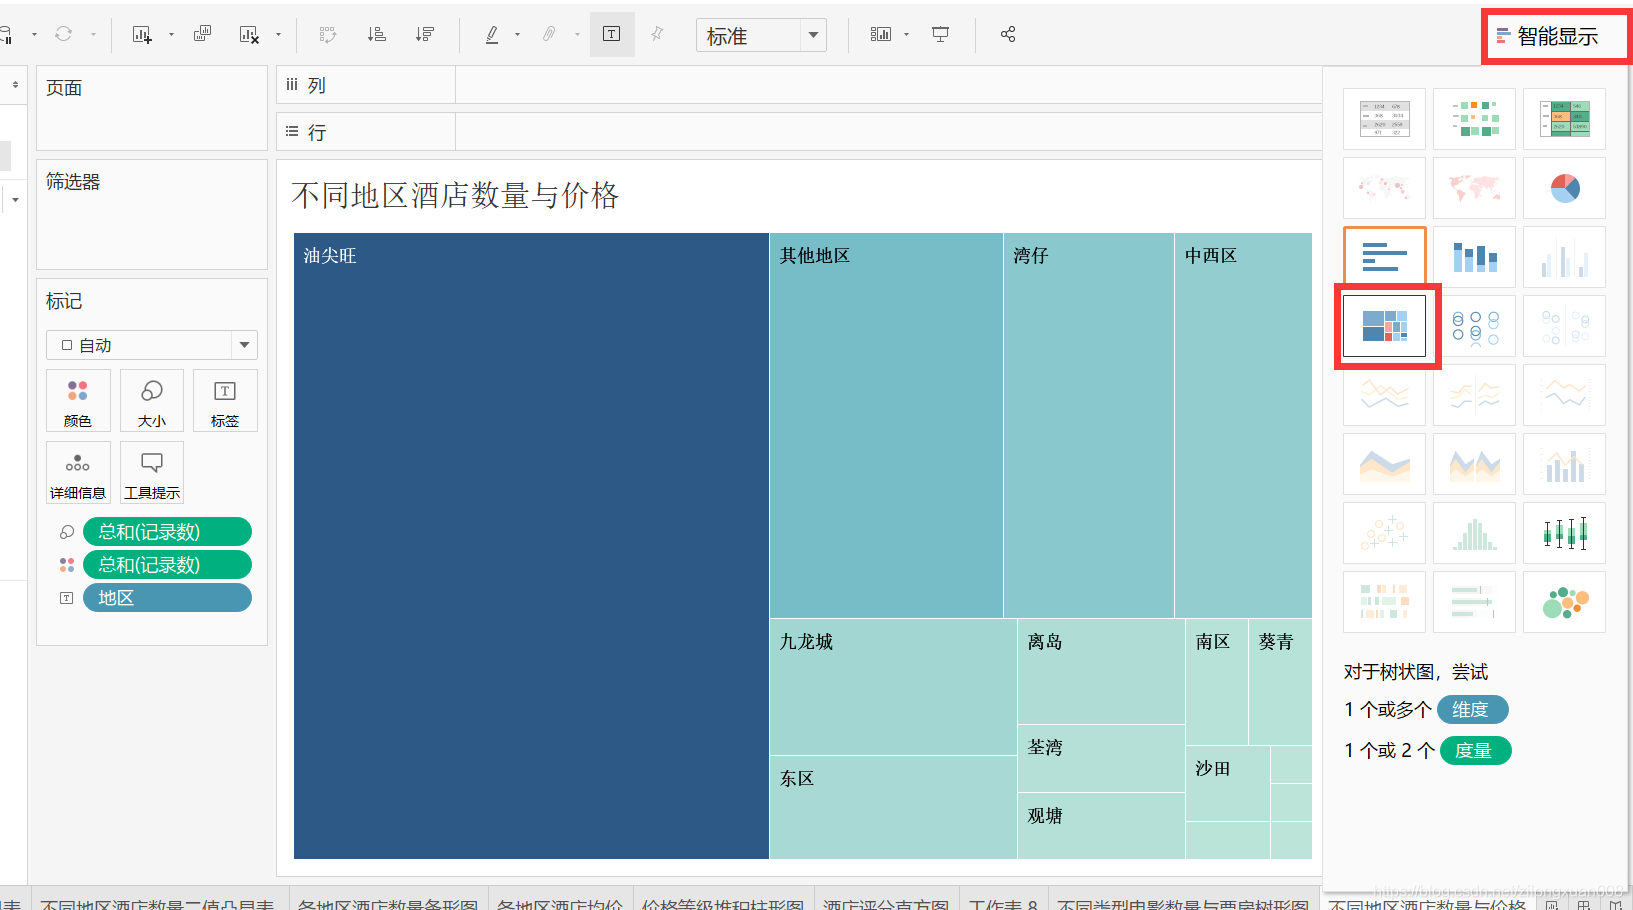 标准
智能显示
页面
列
行
筛选器
不同地区酒店数量与价格
标记
自动
颜色
大小
标签
详细信息
工具提示
总和(记录数)
总和(记录数)
地区
油尖旺
其他地区
湾仔
中西区
九龙城
离岛
南区
葵青
东区
荃湾
观塘
沙田
对于树状图，尝试
1 个或多个 维度
1 个或 2 个 度量
https://blog.csdn.net/zilongxuan008
不同地区酒店数量二值凸显表
各地区酒店数量条形图
各地区酒店均价
价格等级堆积柱形图
酒店评分直方图
工作表 8
不同类型电影数量与票房树形图
不同地区酒店数量与价格